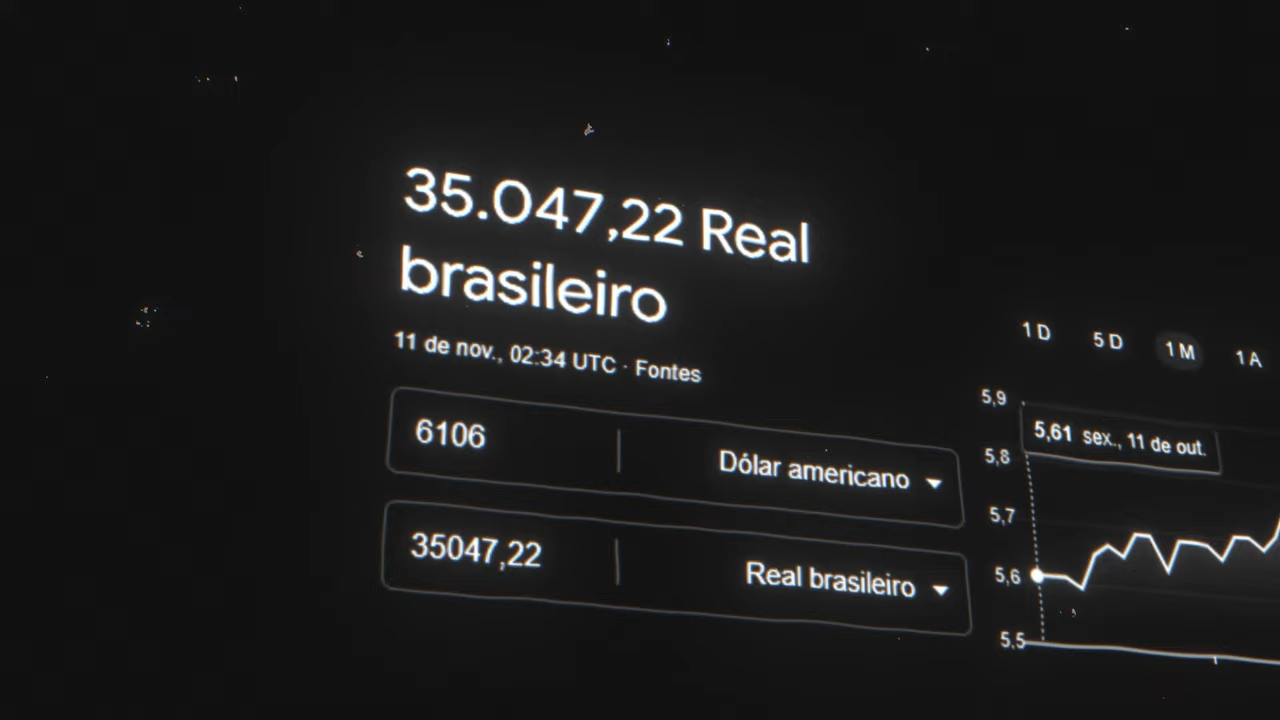 35.047,22 Real
brasileiro
11 de nov., 02:34 UTC · Fontes
6106 Dólar americano
35047,22 Real brasileiro
1 D 5 D 1 M 1 A
5,9
5,61 sex., 11 de out.
5,8
5,7
5,6
5,5